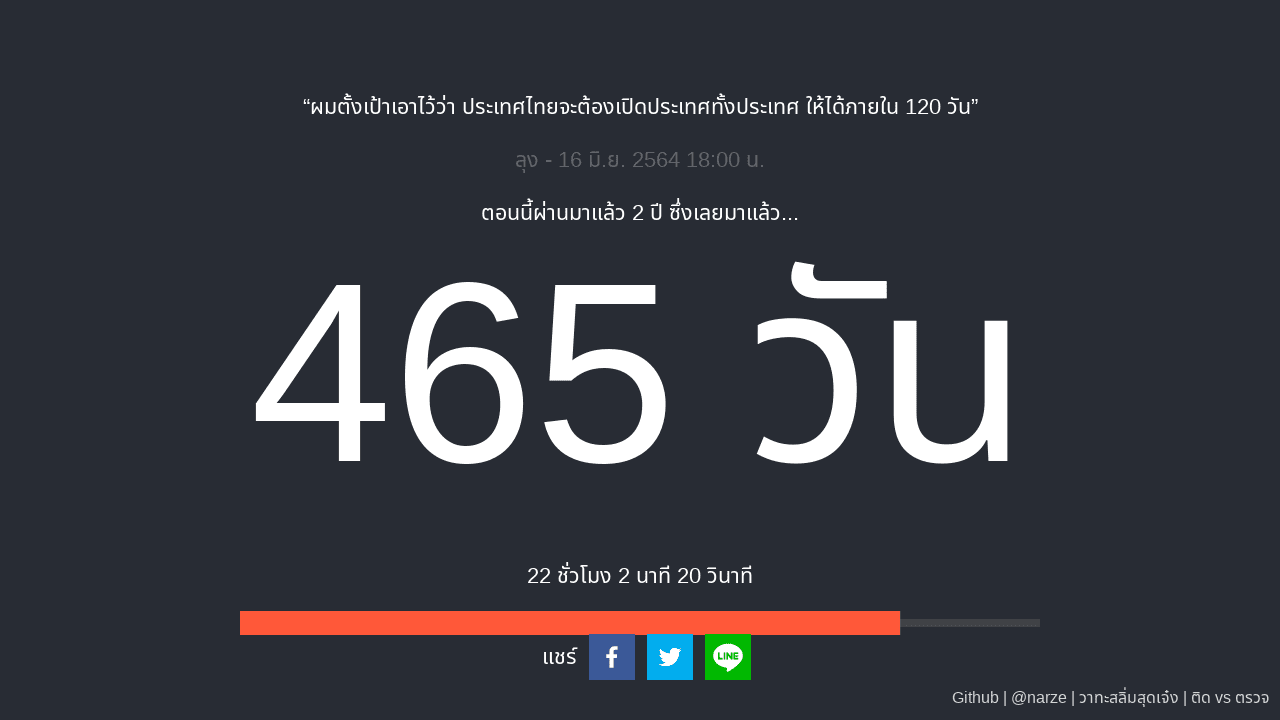 “ผมตั้งเป้าเอาไว้ว่า ประเทศไทยจะต้องเปิดประเทศทั้งประเทศ ให้ได้ภายใน 120 วัน”
ลุง - 16 มิ.ย. 2564 18:00 น.
ตอนนี้ผ่านมาแล้ว 2 ปี ซึ่งเลยมาแล้ว...
465 วัน
22 ชั่วโมง 2 นาที 20 วินาที
แชร์
LINE
Github | @narze | วาทะสลิ่มสุดเจ๋ง | ติด vs ตรวจ